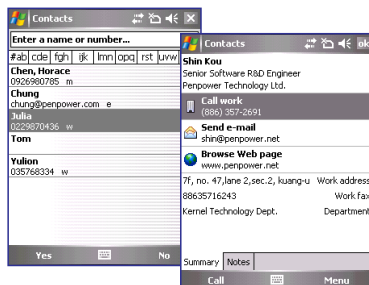 Contacts
Enter a name or number...
#ab cde fgh ijk lmn opq rst uvw
Chen, Horace
0926980785 m
Chung
chung@penpower.com e
Julia
0229870436 w
Tom
Yulion
035768334 w
Yes No
Contacts ok
Shin Kou
Senior Software R&D Engineer
Penpower Technology Ltd.
Call work
(886) 357-2691
Send e-mail
shin@penpower.net
Browse Web page
www.penpower.net
7f, no. 47,lane 2,sec.2, kuang-u Work address
88635716243 Work fax
Kernel Technology Dept. Department
Summary Notes
Call Menu